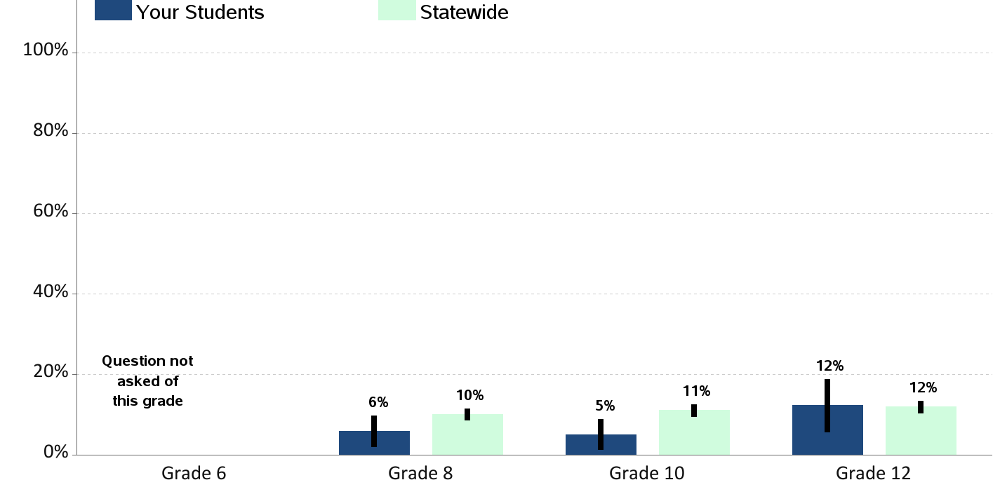 Your Students Statewide
100%
80%
60%
40%
20%
0%
Question not
asked of
this grade
6%
10%
5%
11%
12%
12%
Grade 6 Grade 8 Grade 10 Grade 12